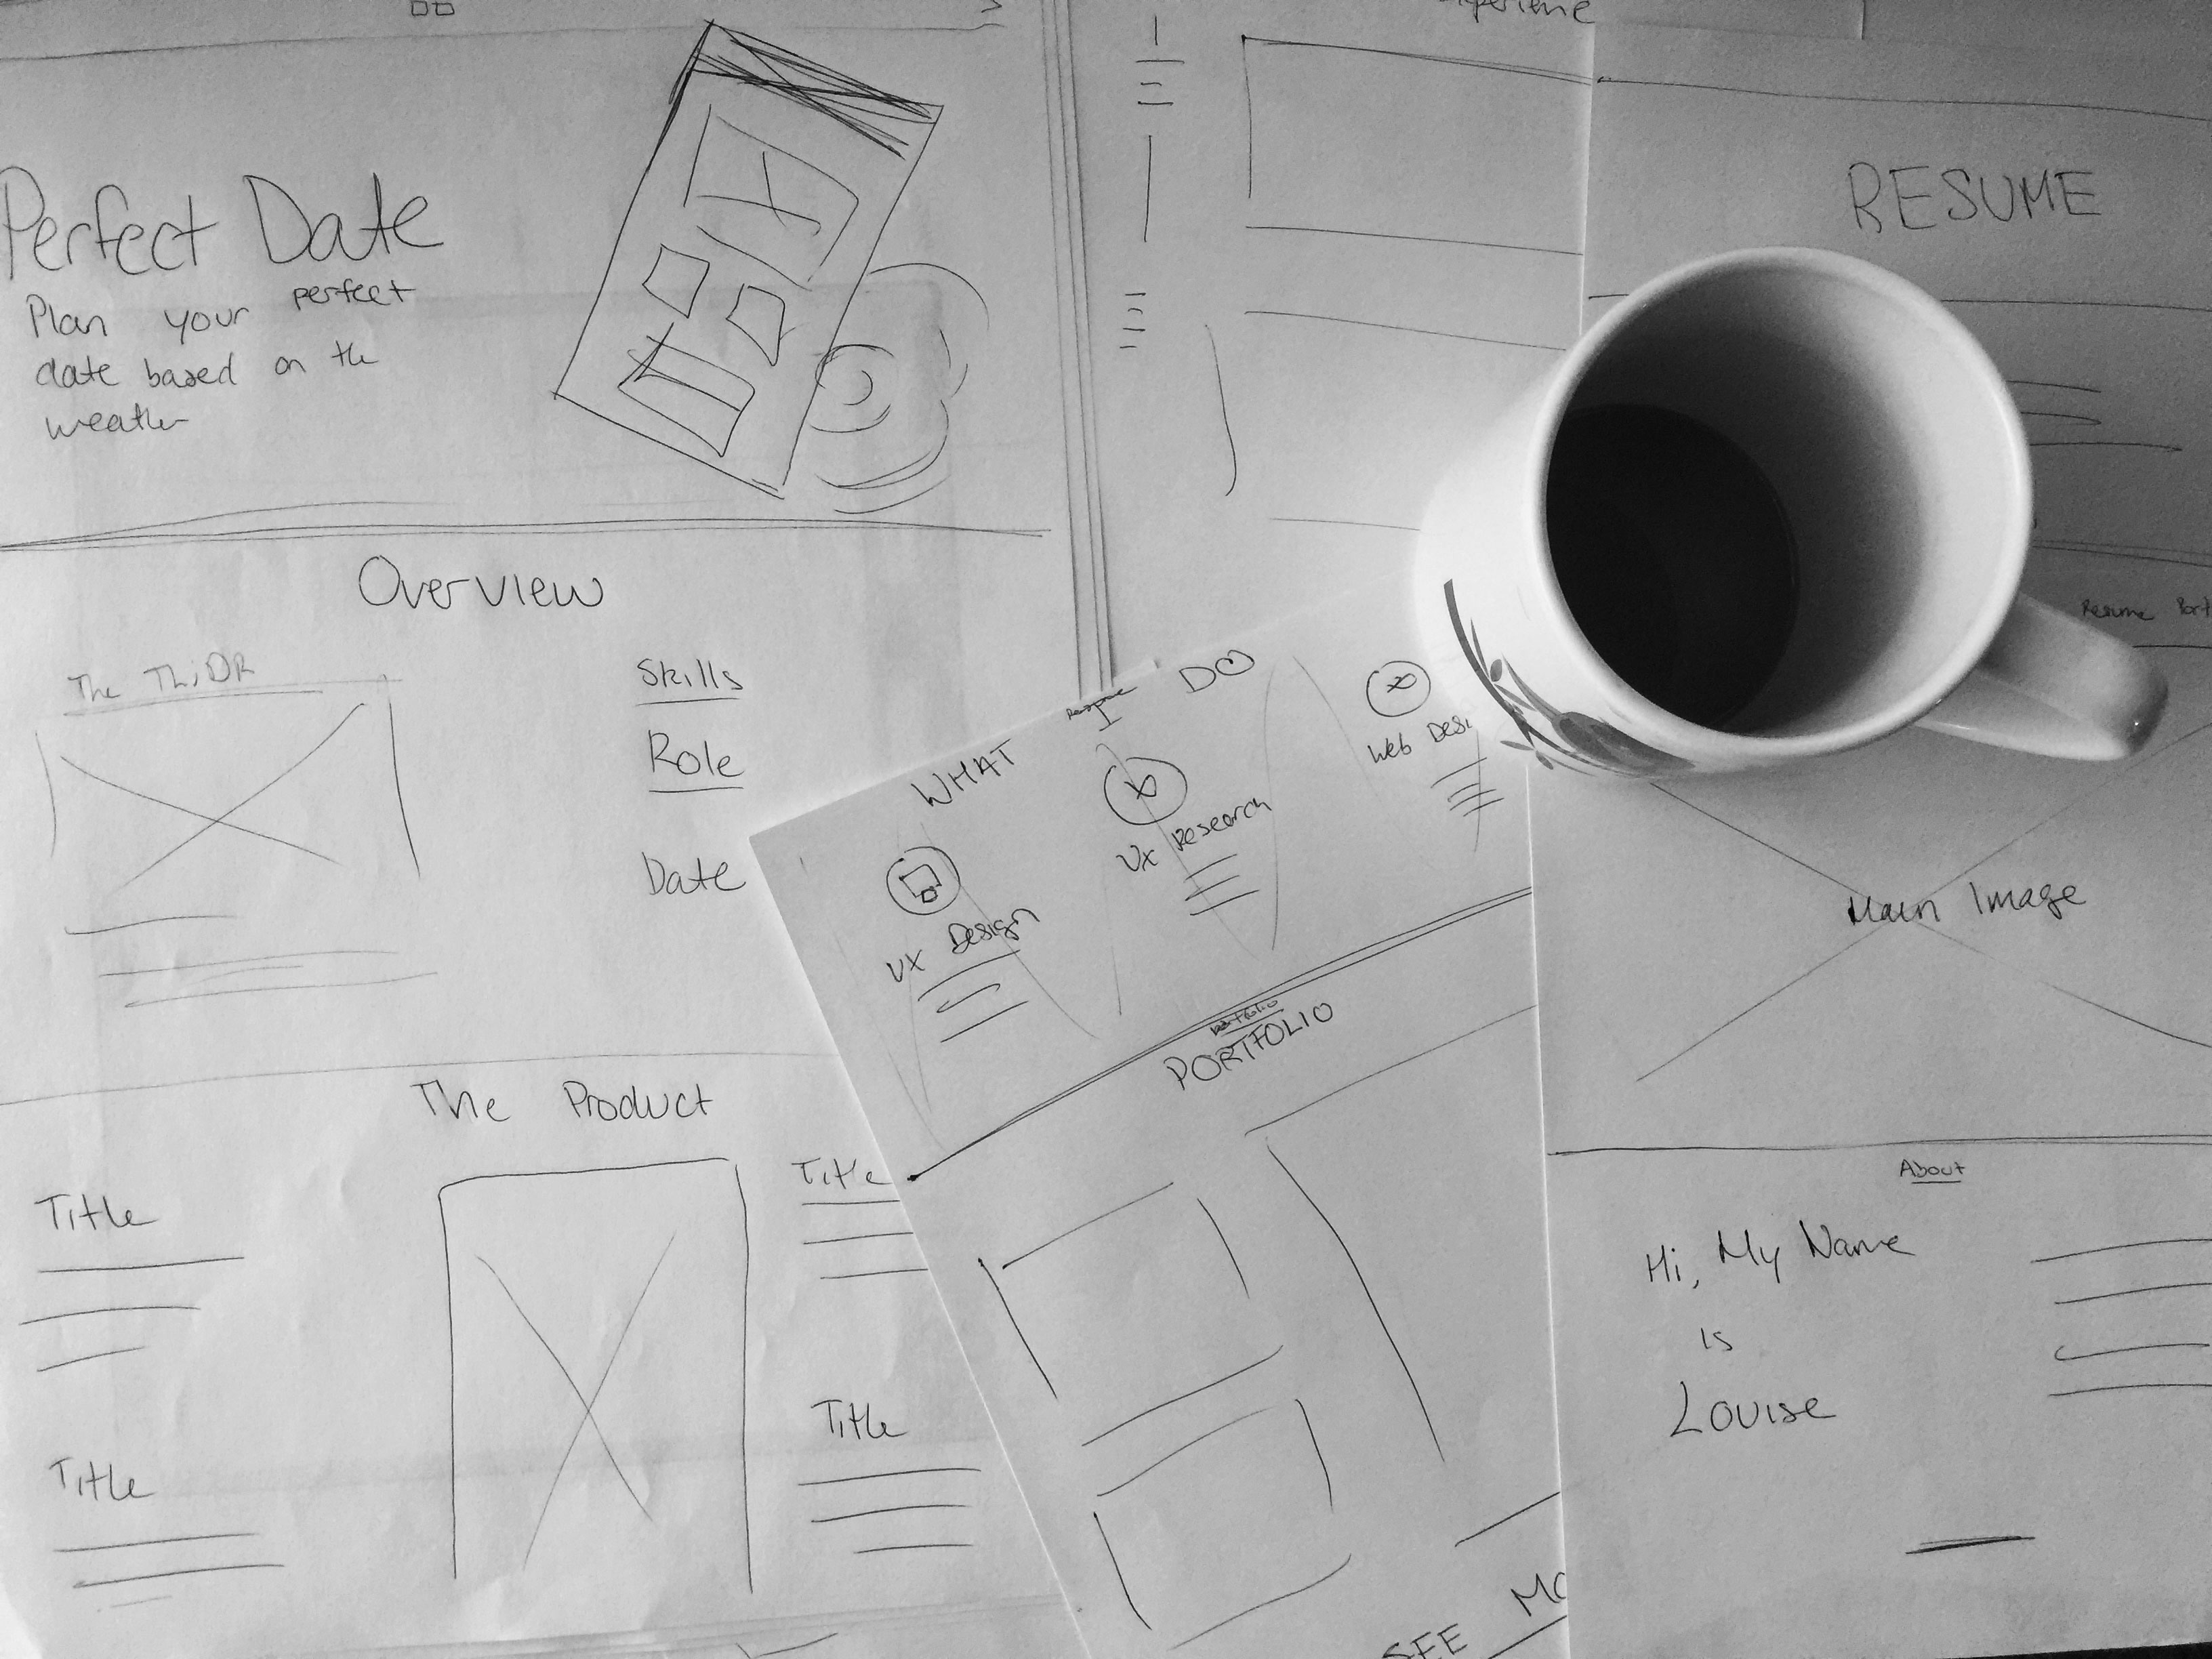 Perfect Date
Plan your perfect
date based on the
weather
Overview
The TL;DR
Skills
Role
Date
The Product
Title
Title
Title
Title
WHAT I DO
UX Design
UX Research
Web Desi
PORTFOLIO
SEE MO
RESUME
Resume Port
Main Image
About
Hi, My Name
is
Louise